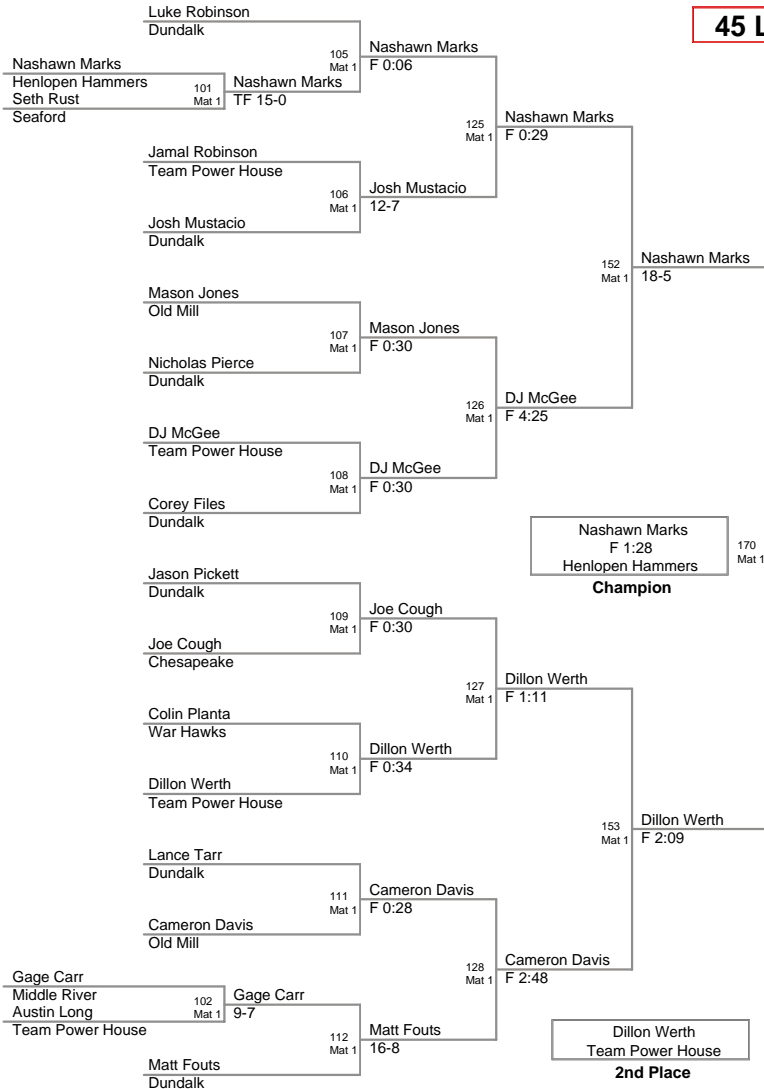 Luke Robinson
Dundalk
45 L
105
Mat 1
Nashawn Marks
F 0:06
Nashawn Marks
Henlopen Hammers
Seth Rust
Seaford
101
Mat 1
Nashawn Marks
TF 15-0
125
Mat 1
Nashawn Marks
F 0:29
Jamal Robinson
Team Power House
106
Mat 1
Josh Mustacio
12-7
Josh Mustacio
Dundalk
152
Mat 1
Nashawn Marks
18-5
Mason Jones
Old Mill
107
Mat 1
Mason Jones
F 0:30
Nicholas Pierce
Dundalk
126
Mat 1
DJ McGee
F 4:25
DJ McGee
Team Power House
108
Mat 1
DJ McGee
F 0:30
Corey Files
Dundalk
Nashawn Marks
F 1:28
Henlopen Hammers
Champion
170
Mat 1
Jason Pickett
Dundalk
109
Mat 1
Joe Cough
F 0:30
Joe Cough
Chesapeake
127
Mat 1
Dillon Werth
F 1:11
Colin Planta
War Hawks
110
Mat 1
Dillon Werth
F 0:34
Dillon Werth
Team Power House
153
Mat 1
Dillon Werth
F 2:09
Lance Tarr
Dundalk
111
Mat 1
Cameron Davis
F 0:28
Cameron Davis
Old Mill
128
Mat 1
Cameron Davis
F 2:48
Gage Carr
Middle River
Austin Long
Team Power House
102
Mat 1
Gage Carr
9-7
112
Mat 1
Matt Fouts
16-8
Matt Fouts
Dundalk
Dillon Werth
Team Power House
2nd Place